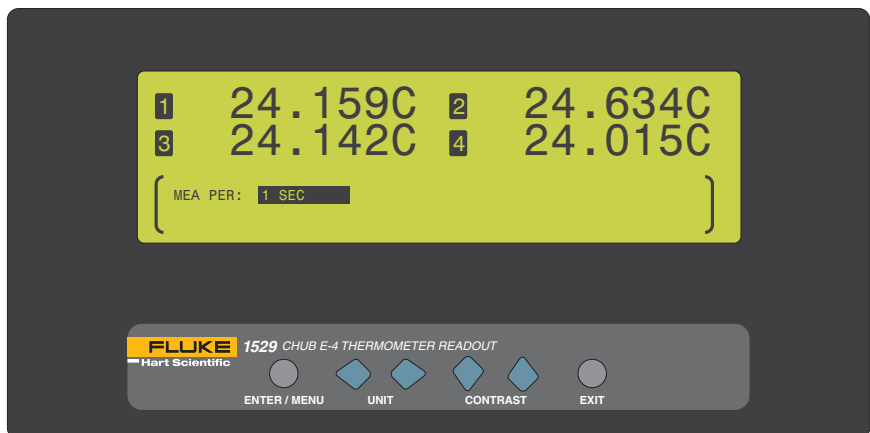 1 24.159C 2 24.634C
3 24.142C 4 24.015C
MEA PER: 1 SEC
FLUKE 1529 CHUB E-4 THERMOMETER READOUT
Hart Scientific
ENTER / MENU UNIT CONTRAST EXIT